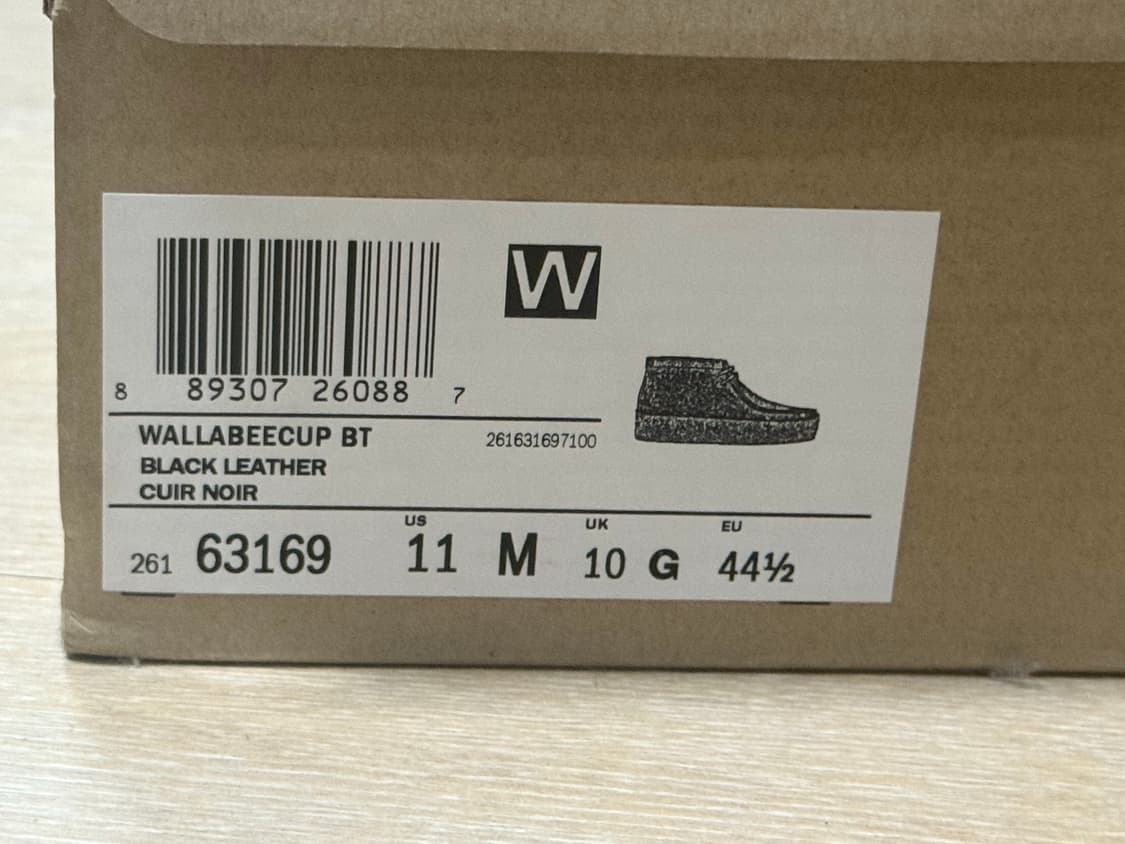 W
8 89307 26088 7
WALLABEECUP BT 261631697100
BLACK LEATHER
CUIR NOIR
US UK EU
261 63169 11 M 10 G 44½